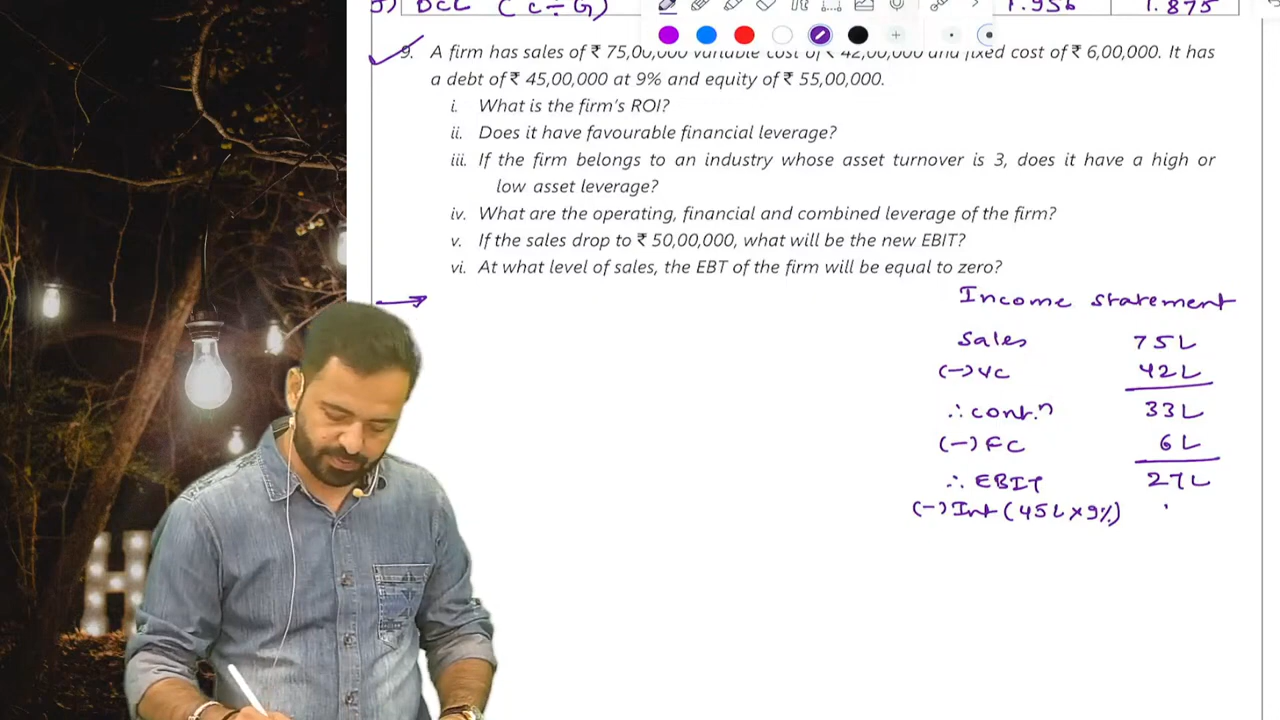 5) DCL (C÷G) 1.956 1.875
9. A firm has sales of ₹ 75,00,000 variable cost of ₹ 42,00,000 and fixed cost of ₹ 6,00,000. It has
a debt of ₹ 45,00,000 at 9% and equity of ₹ 55,00,000.
i. What is the firm's ROI?
ii. Does it have favourable financial leverage?
iii. If the firm belongs to an industry whose asset turnover is 3, does it have a high or
low asset leverage?
iv. What are the operating, financial and combined leverage of the firm?
v. If the sales drop to ₹ 50,00,000, what will be the new EBIT?
vi. At what level of sales, the EBT of the firm will be equal to zero?
Income statement
Sales 75L
(-) VC 42L
∴ cont.n 33L
(-) FC 6L
∴ EBIT 27L
(-) Int (45L x 9%)